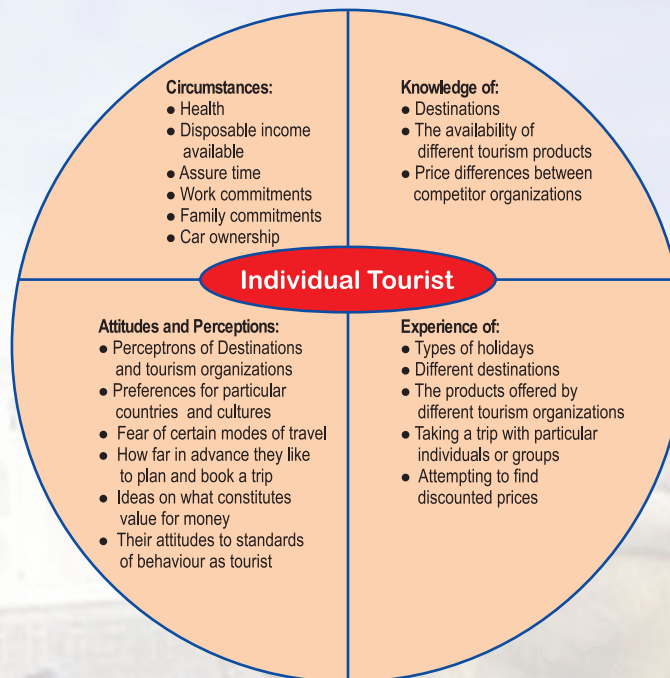 Circumstances:
● Health
● Disposable income
available
● Assure time
● Work commitments
● Family commitments
● Car ownership
Knowledge of:
● Destinations
● The availability of
different tourism products
● Price differences between
competitor organizations
Individual Tourist
Attitudes and Perceptions:
● Perceptrons of Destinations
and tourism organizations
● Preferences for particular
countries and cultures
● Fear of certain modes of travel
● How far in advance they like
to plan and book a trip
● Ideas on what constitutes
value for money
● Their attitudes to standards
of behaviour as tourist
Experience of:
● Types of holidays
● Different destinations
● The products offered by
different tourism organizations
● Taking a trip with particular
individuals or groups
● Attempting to find
discounted prices